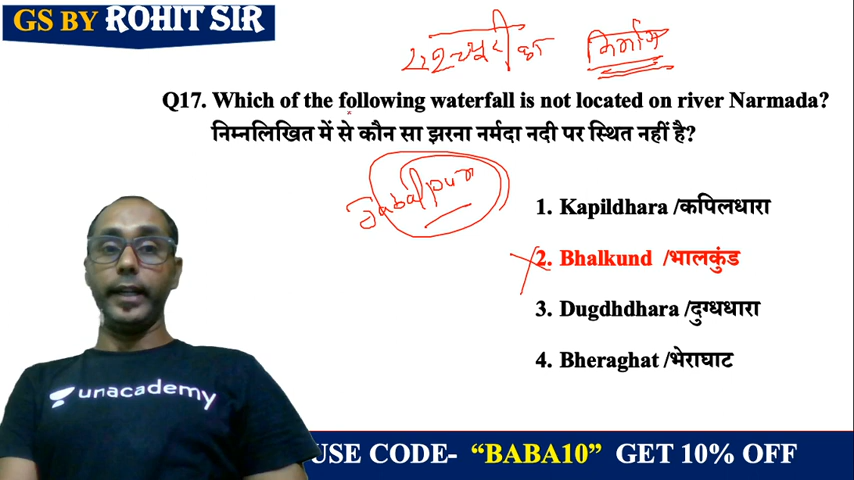 GS BY ROHIT SIR
का निर्माण
Q17. Which of the following waterfall is not located on river Narmada?
निम्नलिखित में से कौन सा झरना नर्मदा नदी पर स्थित नहीं है?
Jabalpur
1. Kapildhara /कपिलधारा
2. Bhalkund /भालकुंड
3. Dugdhdhara /दुग्धधारा
4. Bheraghat /भेराघाट
unacademy
USE CODE- “BABA10” GET 10% OFF